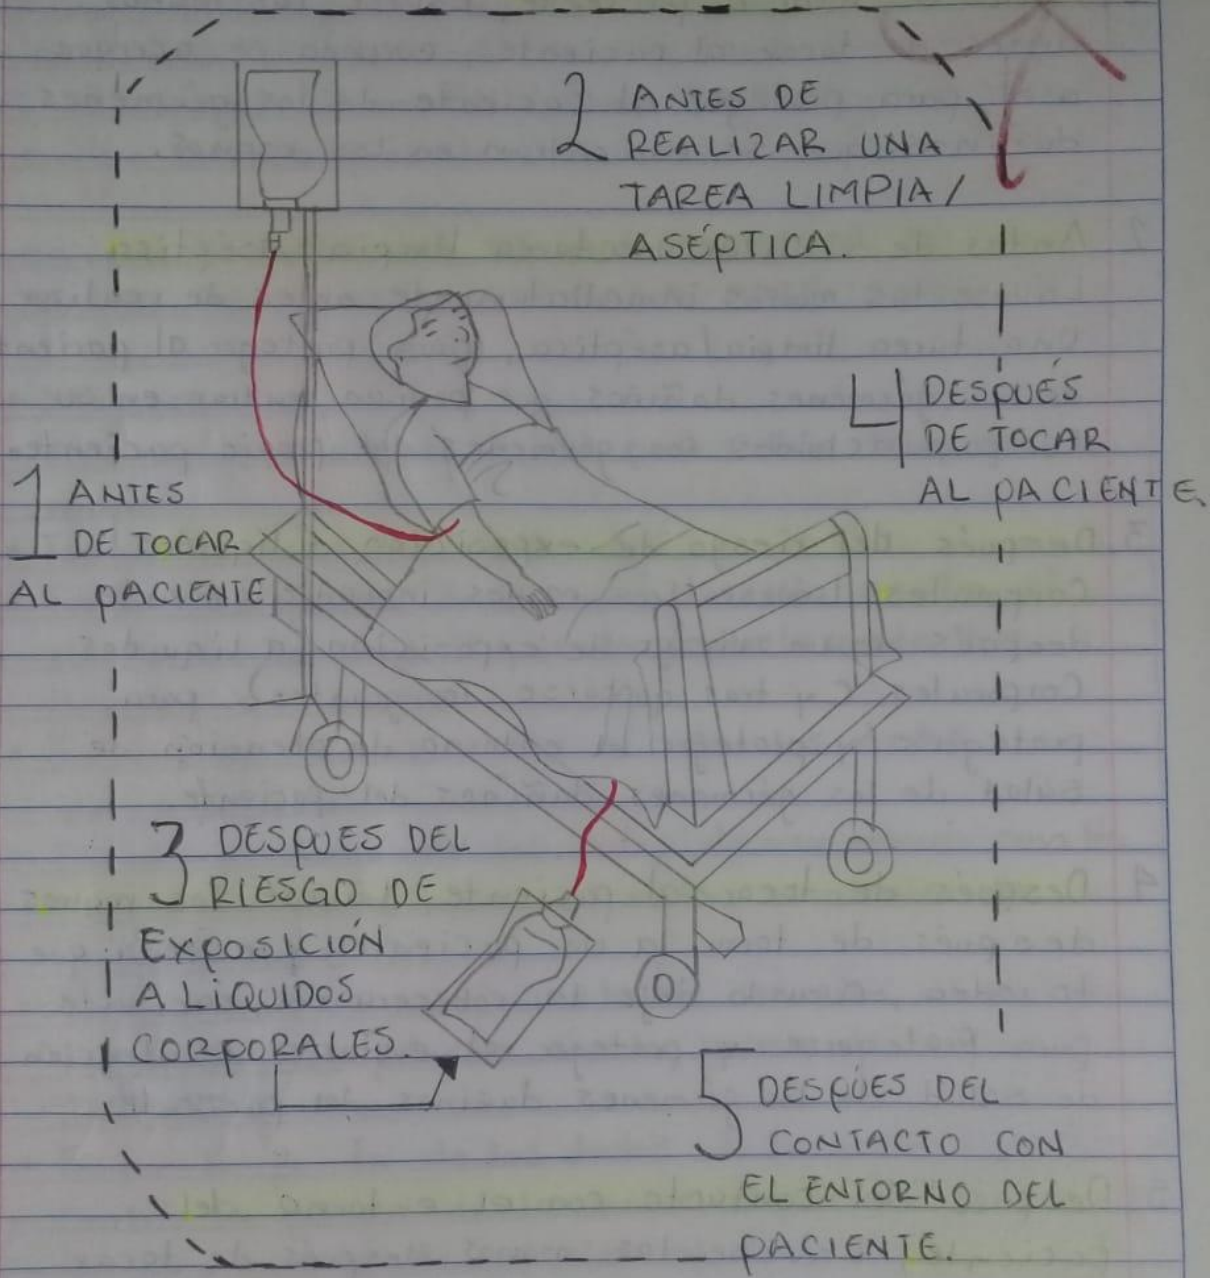 1 ANTES
DE TOCAR
AL PACIENTE
2 ANTES DE
REALIZAR UNA
TAREA LIMPIA/
ASÉPTICA.
3 DESPUES DEL
RIESGO DE
EXPOSICIÓN
A LÍQUIDOS
CORPORALES.
4 DESPUÉS
DE TOCAR
AL PACIENTE.
5 DESPÚES DEL
CONTACTO CON
EL ENTORNO DEL
PACIENTE.